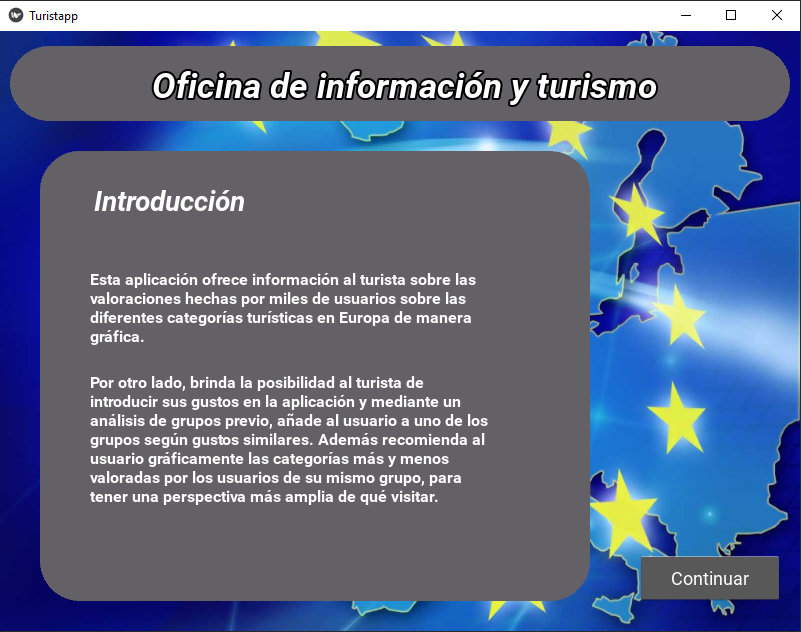 Turistapp
Oficina de información y turismo
Introducción
Esta aplicación ofrece información al turista sobre las
valoraciones hechas por miles de usuarios sobre las
diferentes categorías turísticas en Europa de manera
gráfica.
Por otro lado, brinda la posibilidad al turista de
introducir sus gustos en la aplicación y mediante un
análisis de grupos previo, añade al usuario a uno de los
grupos según gustos similares. Además recomienda al
usuario gráficamente las categorías más y menos
valoradas por los usuarios de su mismo grupo, para
tener una perspectiva más amplia de qué visitar.
Continuar